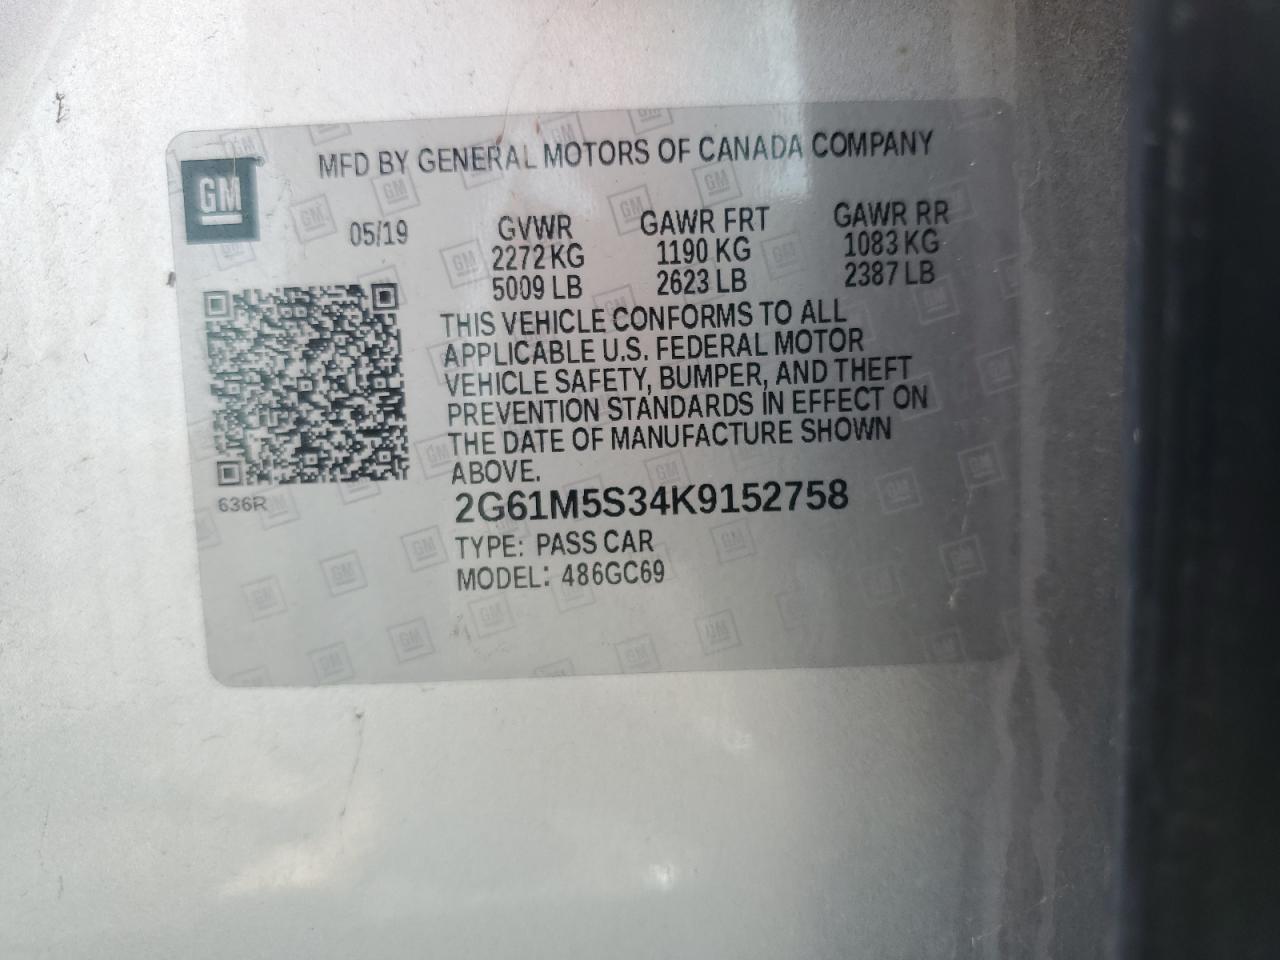 GM
MFD BY GENERAL MOTORS OF CANADA COMPANY
05/19
GVWR
2272 KG
5009 LB
GAWR FRT
1190 KG
2623 LB
GAWR RR
1083 KG
2387 LB
THIS VEHICLE CONFORMS TO ALL
APPLICABLE U.S. FEDERAL MOTOR
VEHICLE SAFETY, BUMPER, AND THEFT
PREVENTION STANDARDS IN EFFECT ON
THE DATE OF MANUFACTURE SHOWN
ABOVE.
636R
2G61M5S34K9152758
TYPE: PASS CAR
MODEL: 486GC69